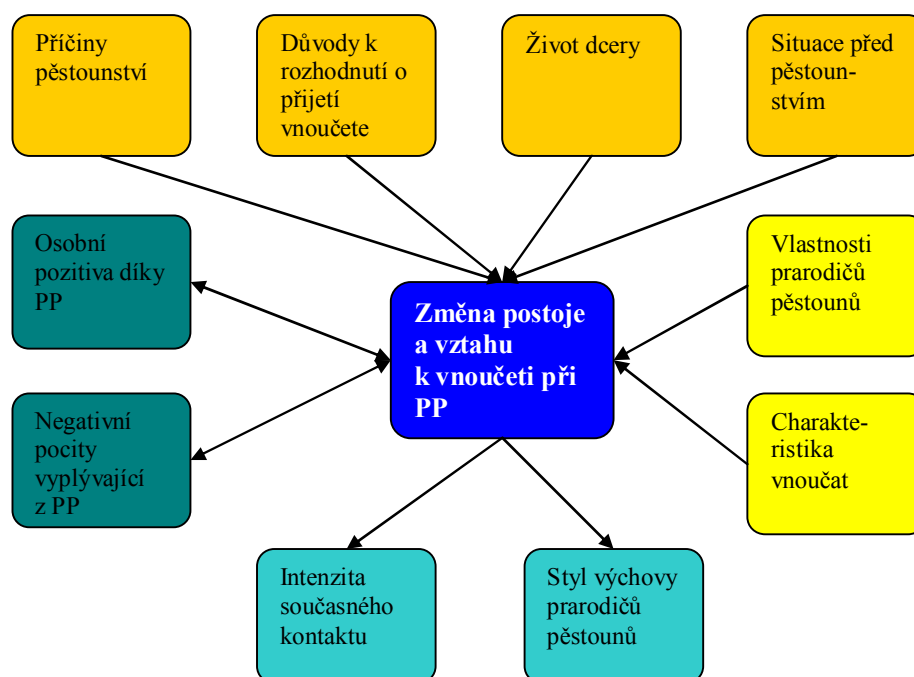 Příčiny
pěstounství
Důvody k
rozhodnutí o
přijetí
vnoučete
Život dcery
Situace před
pěstoun-
stvím
Osobní
pozitiva díky
PP
Změna postoje
a vztahu
k vnoučeti při
PP
Vlastnosti
prarodičů
pěstounů
Negativní
pocity
vyplývající
z PP
Charakte-
ristika
vnoučat
Intenzita
současného
kontaktu
Styl výchovy
prarodičů
pěstounů